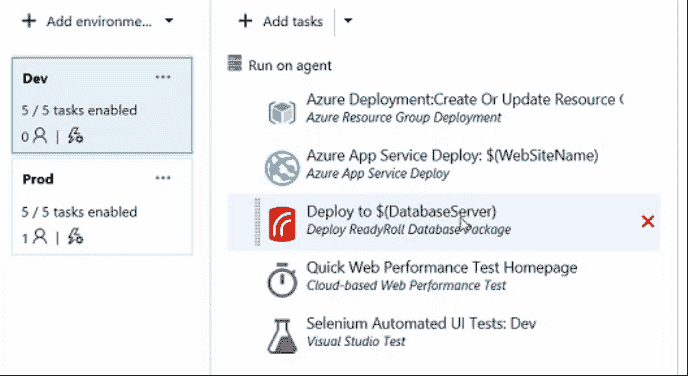 + Add environme...
Dev ...
5 / 5 tasks enabled
0 |
Prod ...
5 / 5 tasks enabled
1 |
+ Add tasks |
Run on agent
Azure Deployment:Create Or Update Resource G
Azure Resource Group Deployment
Azure App Service Deploy: $(WebSiteName)
Azure App Service Deploy
Deploy to $(DatabaseServer)
Deploy ReadyRoll Database Package
Quick Web Performance Test Homepage
Cloud-based Web Performance Test
Selenium Automated UI Tests: Dev
Visual Studio Test